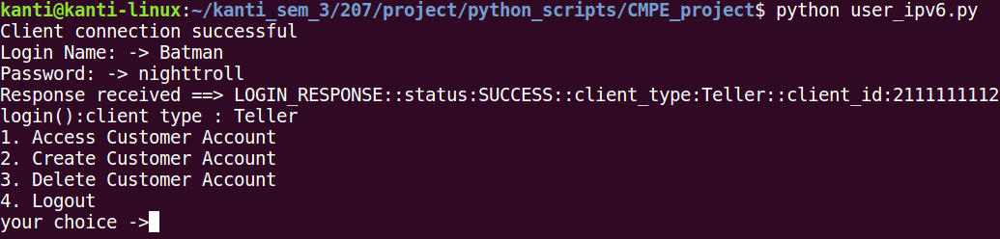 kanti@kanti-linux:~/kanti_sem_3/207/project/python_scripts/CMPE_project$ python user_ipv6.py
Client connection successful
Login Name: -> Batman
Password: -> nighttroll
Response received ==> LOGIN_RESPONSE::status:SUCCESS::client_type:Teller::client_id:2111111112
login():client type : Teller
1. Access Customer Account
2. Create Customer Account
3. Delete Customer Account
4. Logout
your choice ->